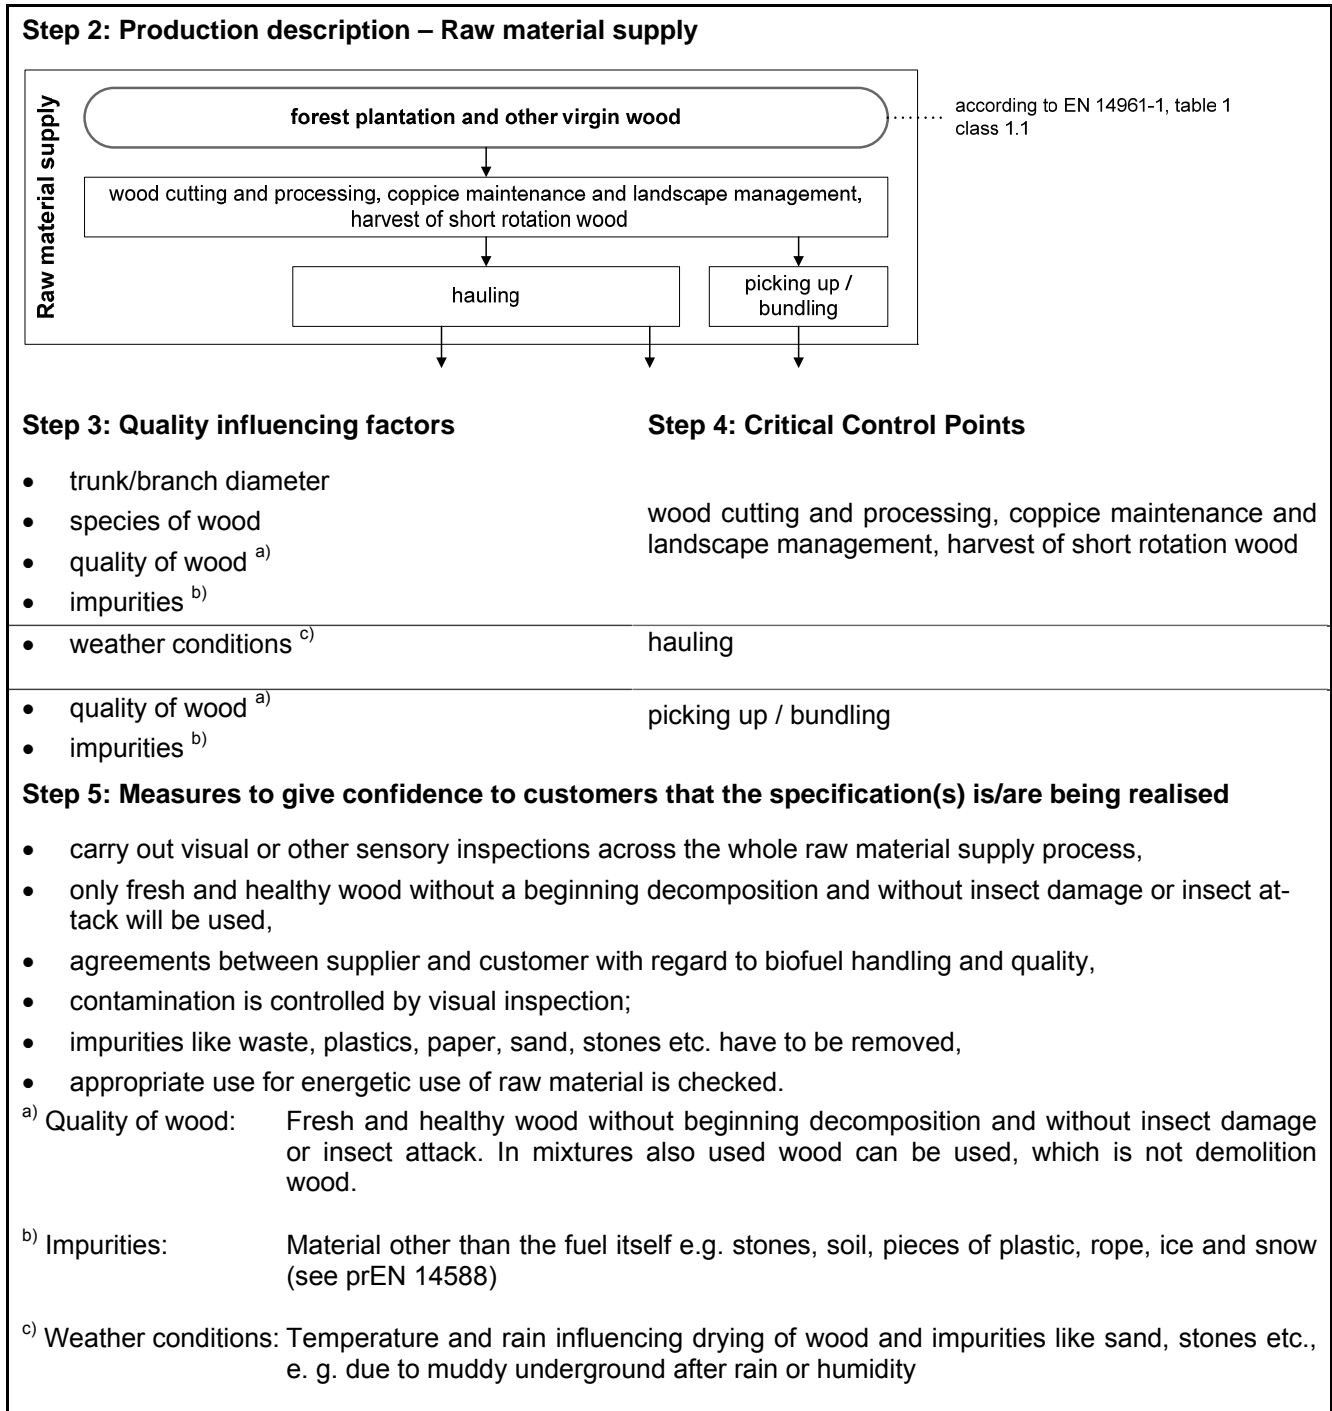 Step 2: Production description – Raw material supply
Raw material supply
forest plantation and other virgin wood
according to EN 14961-1, table 1
class 1.1
wood cutting and processing, coppice maintenance and landscape management,
harvest of short rotation wood
hauling
picking up /
bundling
Step 3: Quality influencing factors
Step 4: Critical Control Points
• trunk/branch diameter
• species of wood
• quality of wood a)
• impurities b)
wood cutting and processing, coppice maintenance and
landscape management, harvest of short rotation wood
• weather conditions c)
hauling
• quality of wood a)
• impurities b)
picking up / bundling
Step 5: Measures to give confidence to customers that the specification(s) is/are being realised
• carry out visual or other sensory inspections across the whole raw material supply process,
• only fresh and healthy wood without a beginning decomposition and without insect damage or insect at-
tack will be used,
• agreements between supplier and customer with regard to biofuel handling and quality,
• contamination is controlled by visual inspection;
• impurities like waste, plastics, paper, sand, stones etc. have to be removed,
• appropriate use for energetic use of raw material is checked.
a) Quality of wood: Fresh and healthy wood without beginning decomposition and without insect damage
or insect attack. In mixtures also used wood can be used, which is not demolition
wood.
b) Impurities: Material other than the fuel itself e.g. stones, soil, pieces of plastic, rope, ice and snow
(see prEN 14588)
c) Weather conditions: Temperature and rain influencing drying of wood and impurities like sand, stones etc.,
e. g. due to muddy underground after rain or humidity